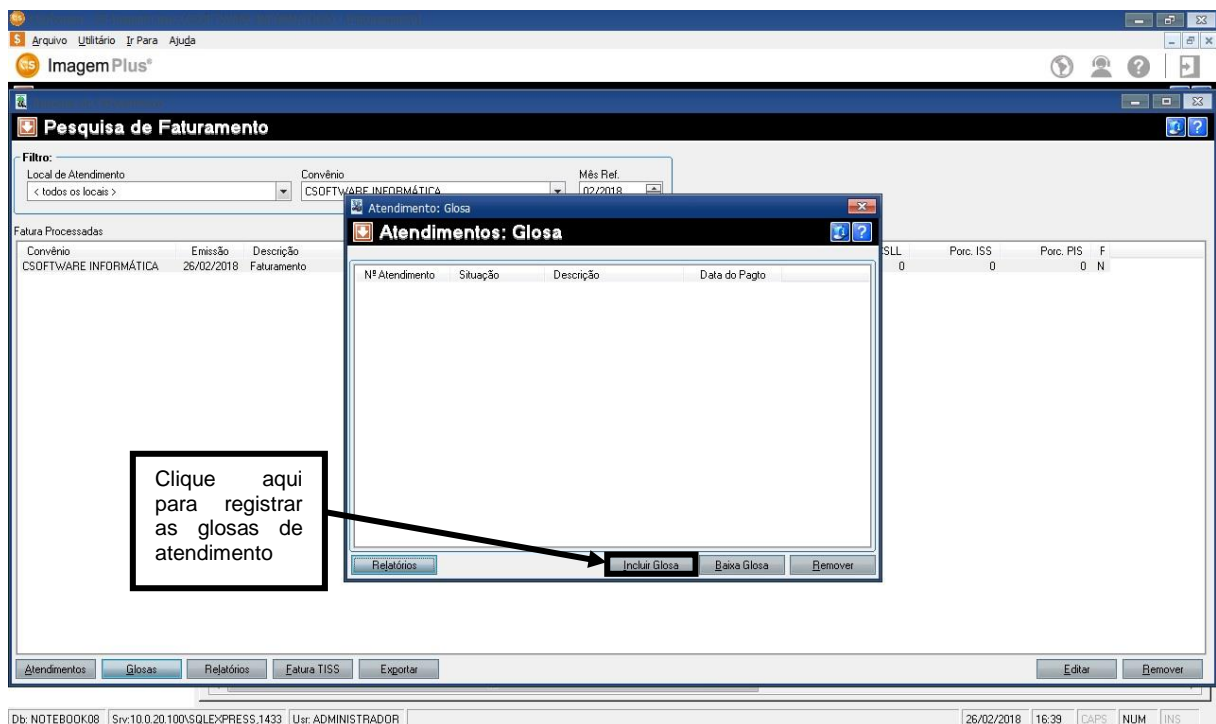 Arquivo Utilitário Ir Para Ajuda
ImagemPlus®
Pesquisa de Faturamento
Filtro:
Local de Atendimento Convênio Mês Ref.
< todos os locais > CSOFTWARE INFORMÁTICA 02/2018
Atendimento: Glosa
Atendimentos: Glosa
Fatura Processadas
Convênio Emissão Descrição CSLL Porc. ISS Porc. PIS F
CSOFTWARE INFORMÁTICA 26/02/2018 Faturamento 0 0 0 N
Nº Atendimento Situação Descrição Data do Pagto
Clique aqui
para registrar
as glosas de
atendimento
Relatórios Incluir Glosa Baixa Glosa Remover
Atendimentos Glosas Relatórios Fatura TISS Exportar Editar Remover
Db: NOTEBOOK08 Srv:10.0.20.100\SQLEXPRESS,1433 Usr: ADMINISTRADOR 26/02/2018 16:39 CAPS NUM INS